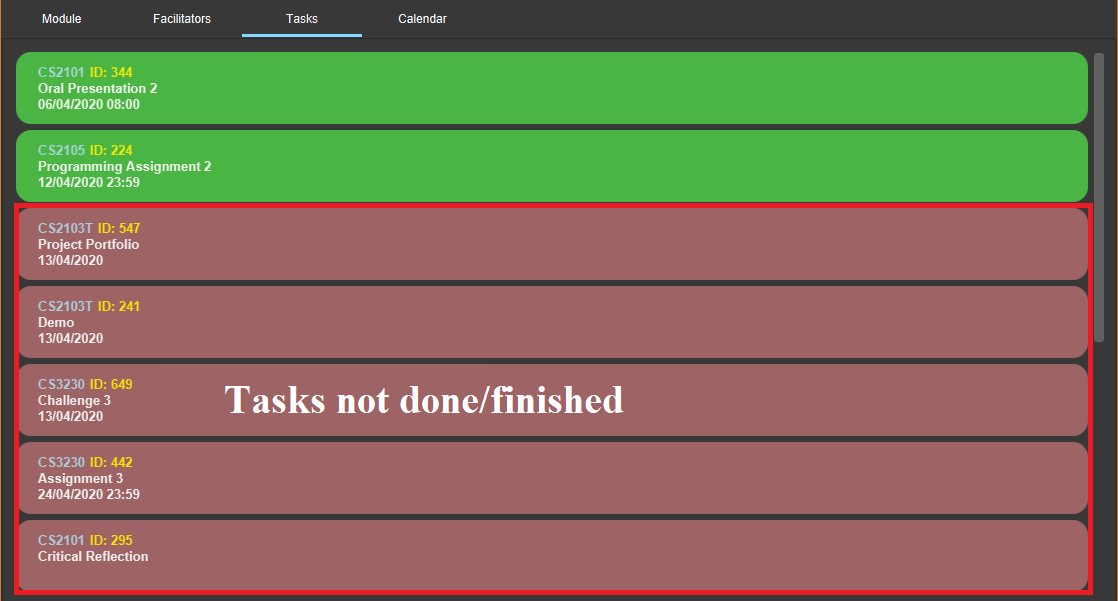 Module Facilitators Tasks Calendar
CS2101 ID: 344
Oral Presentation 2
06/04/2020 08:00
CS2105 ID: 224
Programming Assignment 2
12/04/2020 23:59
CS2103T ID: 547
Project Portfolio
13/04/2020
CS2103T ID: 241
Demo
13/04/2020
CS3230 ID: 649
Challenge 3
13/04/2020
Tasks not done/finished
CS3230 ID: 442
Assignment 3
24/04/2020 23:59
CS2101 ID: 295
Critical Reflection